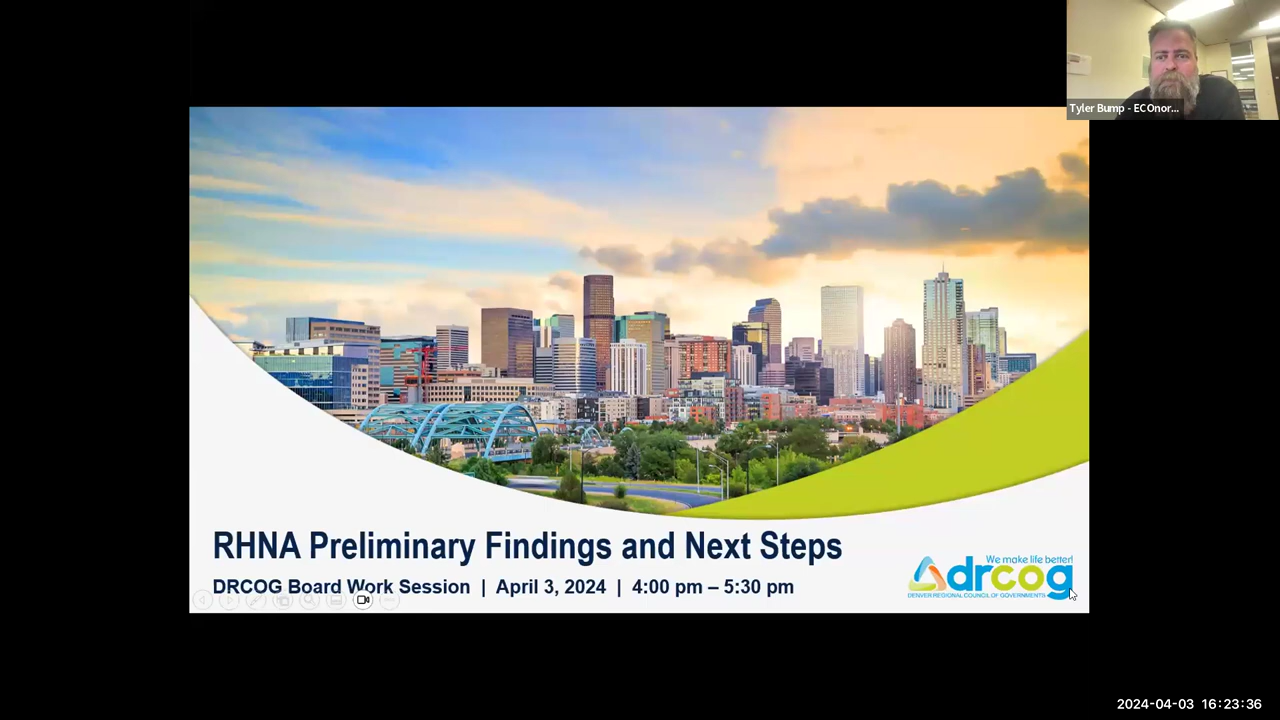 Tyler Bump - ECOnor...
RHNA Preliminary Findings and Next Steps
DRCOG Board Work Session | April 3, 2024 | 4:00 pm – 5:30 pm
We make life better!
drcog
DENVER REGIONAL COUNCIL OF GOVERNMENTS
2024-04-03 16:23:36